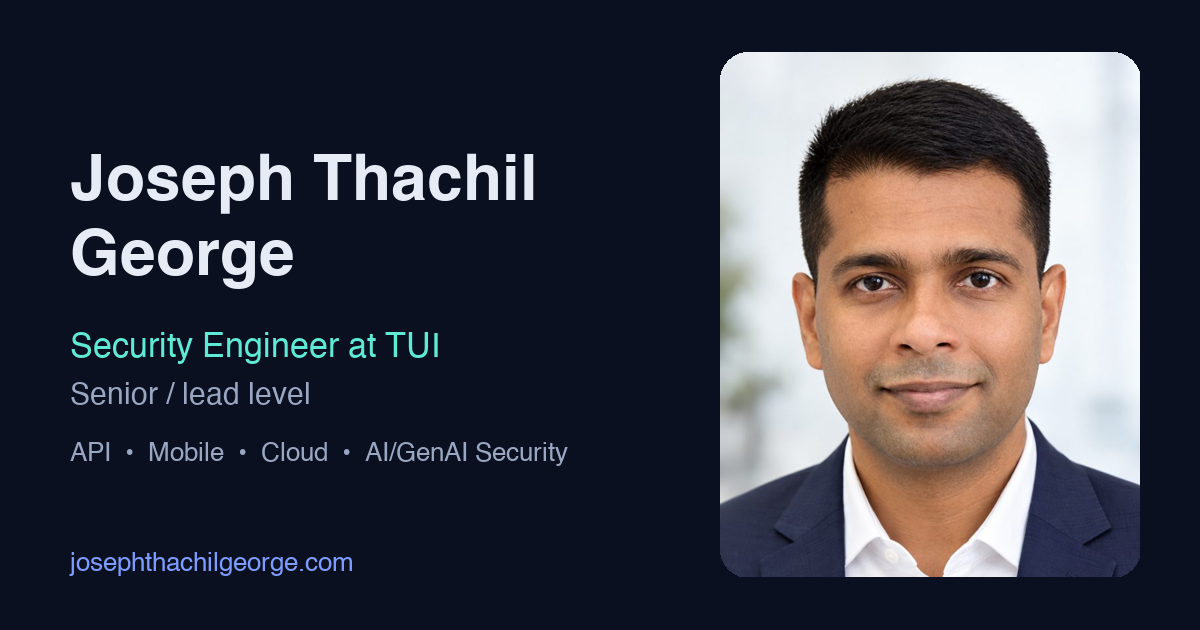 Joseph Thachil
George
Security Engineer at TUI
Senior / lead level
API • Mobile • Cloud • AI/GenAI Security
josephthachilgeorge.com